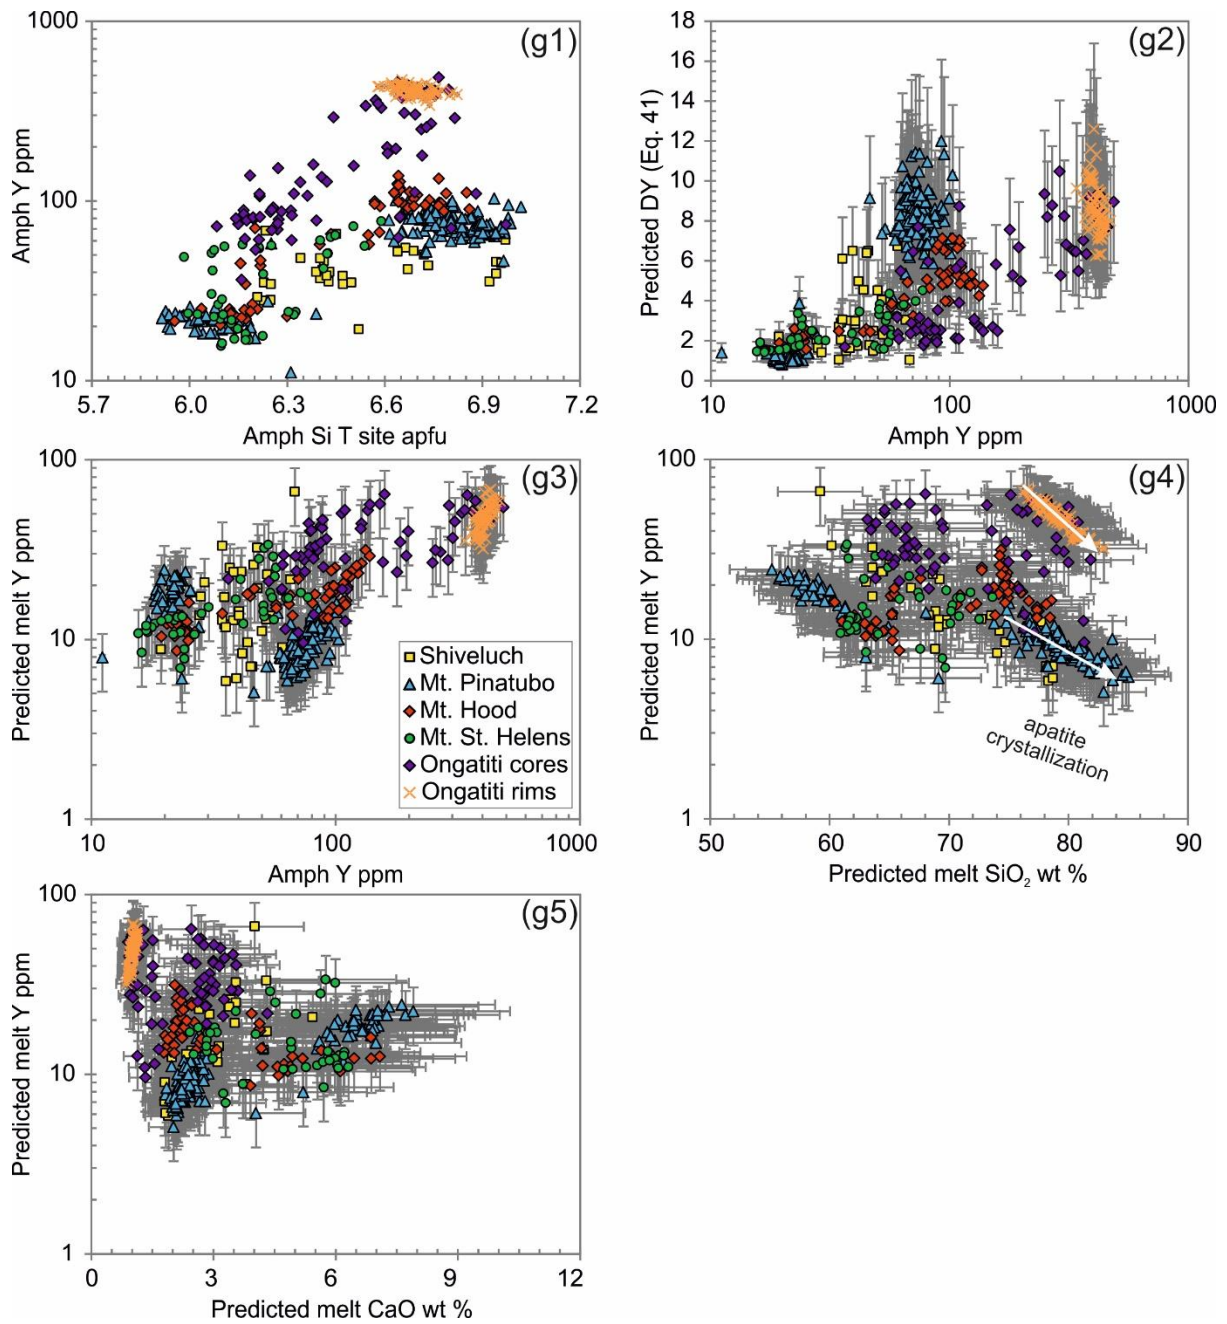 (g1)
1000
100
10
Amph Y ppm
5.7 6.0 6.3 6.6 6.9 7.2
Amph Si T site apfu
(g2)
18
16
14
12
10
8
6
4
2
0
Predicted DY (Eq. 41)
10 100 1000
Amph Y ppm
(g3)
100
10
1
Predicted melt Y ppm
10 100 1000
Amph Y ppm
Shiveluch
Mt. Pinatubo
Mt. Hood
Mt. St. Helens
Ongatiti cores
Ongatiti rims
(g4)
100
10
1
Predicted melt Y ppm
apatite
crystallization
50 60 70 80 90
Predicted melt SiO₂ wt %
(g5)
100
10
1
Predicted melt Y ppm
0 3 6 9 12
Predicted melt CaO wt %